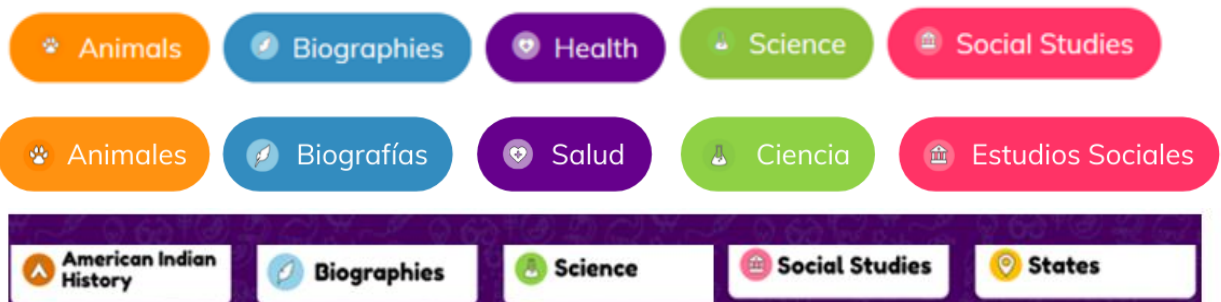 Animals Biographies Health Science Social Studies
Animales Biografías Salud Ciencia Estudios Sociales
American Indian History Biographies Science Social Studies States